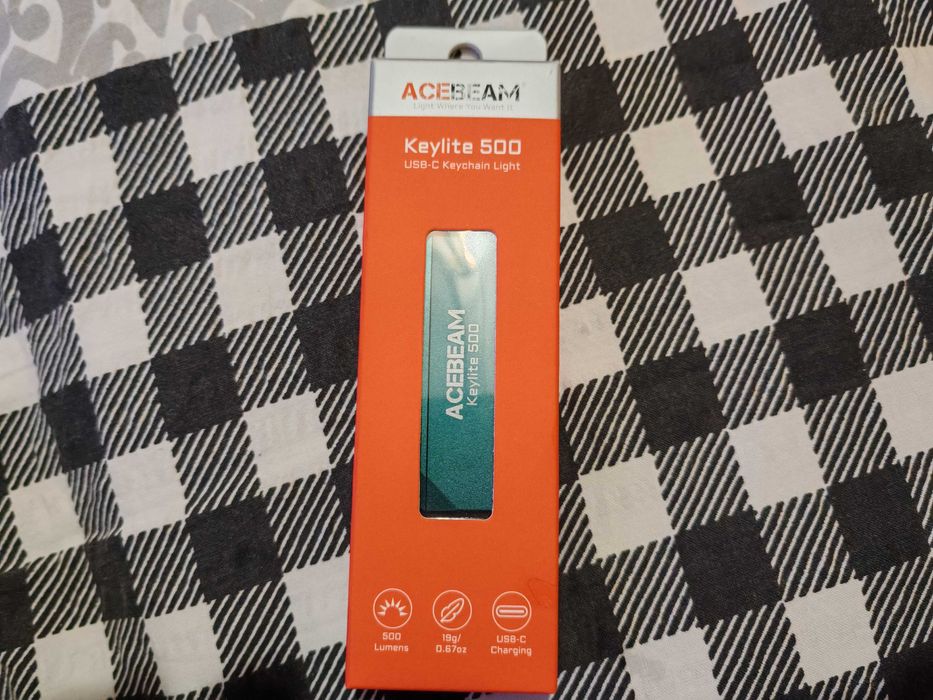 ACEBEAM
Light Where You Want It
Keylite 500
USB-C Keychain Light
ACEBEAM
Keylite 500
500
Lumens
19g/
0.67oz
USB-C
Charging